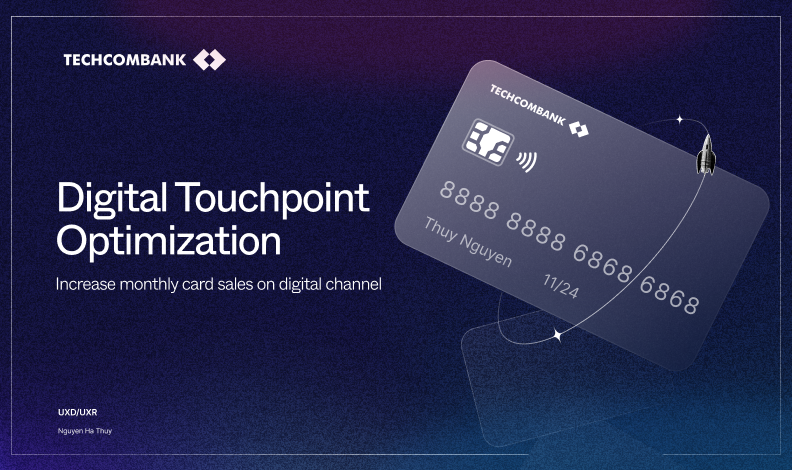 TECHCOMBANK
Digital Touchpoint
Optimization
Increase monthly card sales on digital channel
UXD/UXR
Nguyen Ha Thuy
TECHCOMBANK
8888 8888 6868 6868
Thuy Nguyen
11/24